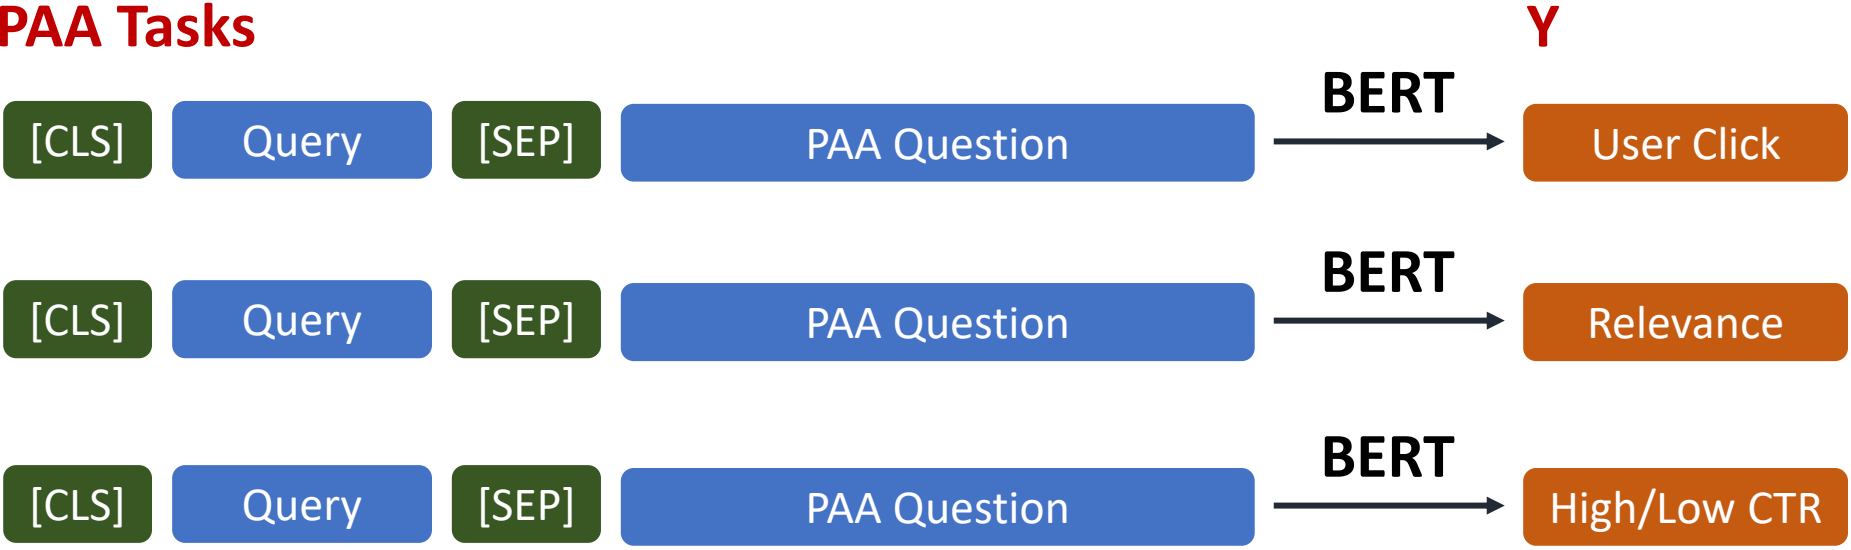 PAA Tasks Y
BERT
[CLS] Query [SEP] PAA Question User Click
BERT
[CLS] Query [SEP] PAA Question Relevance
BERT
[CLS] Query [SEP] PAA Question High/Low CTR